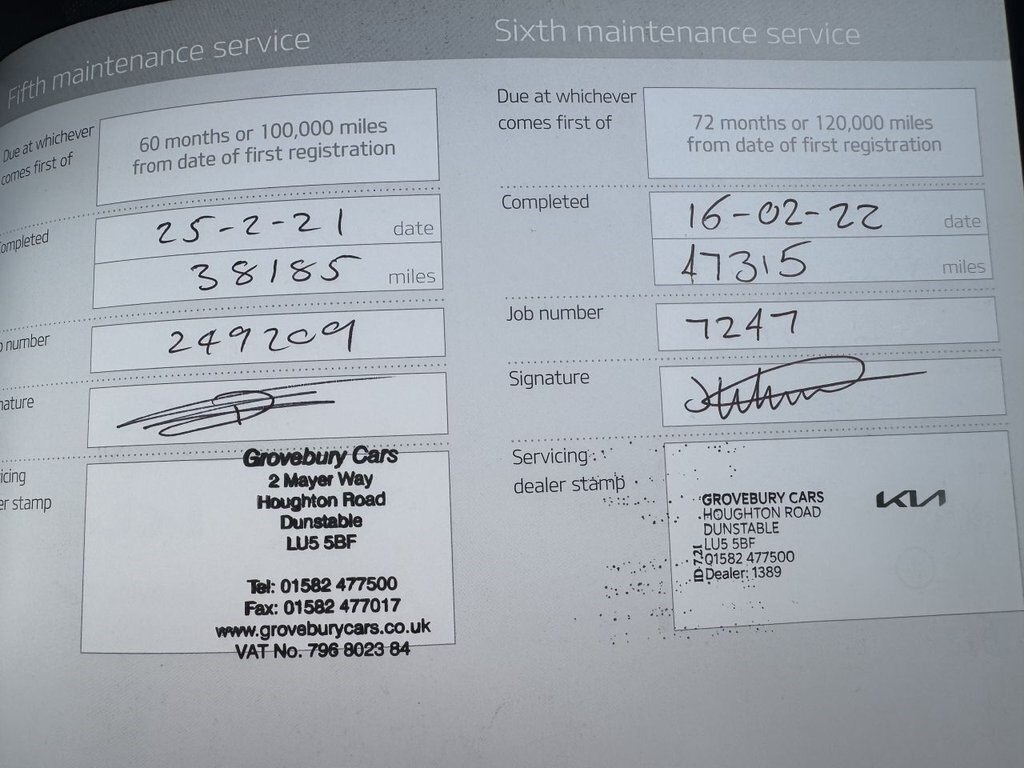 Fifth maintenance service
Due at whichever
comes first of
60 months or 100,000 miles
from date of first registration
ompleted
25-2-21 date
38185 miles
number
249209
nature
icing
er stamp
Grovebury Cars
2 Mayer Way
Houghton Road
Dunstable
LU5 5BF
Tel: 01582 477500
Fax: 01582 477017
www.groveburycars.co.uk
VAT No. 796 8023 84
Sixth maintenance service
Due at whichever
comes first of
72 months or 120,000 miles
from date of first registration
Completed
16-02-22 date
47315 miles
Job number
7247
Signature
Servicing
dealer stamp
GROVEBURY CARS
HOUGHTON ROAD
DUNSTABLE
LU5 5BF
01582 477500
Dealer: 1389
ID7.21
KIA